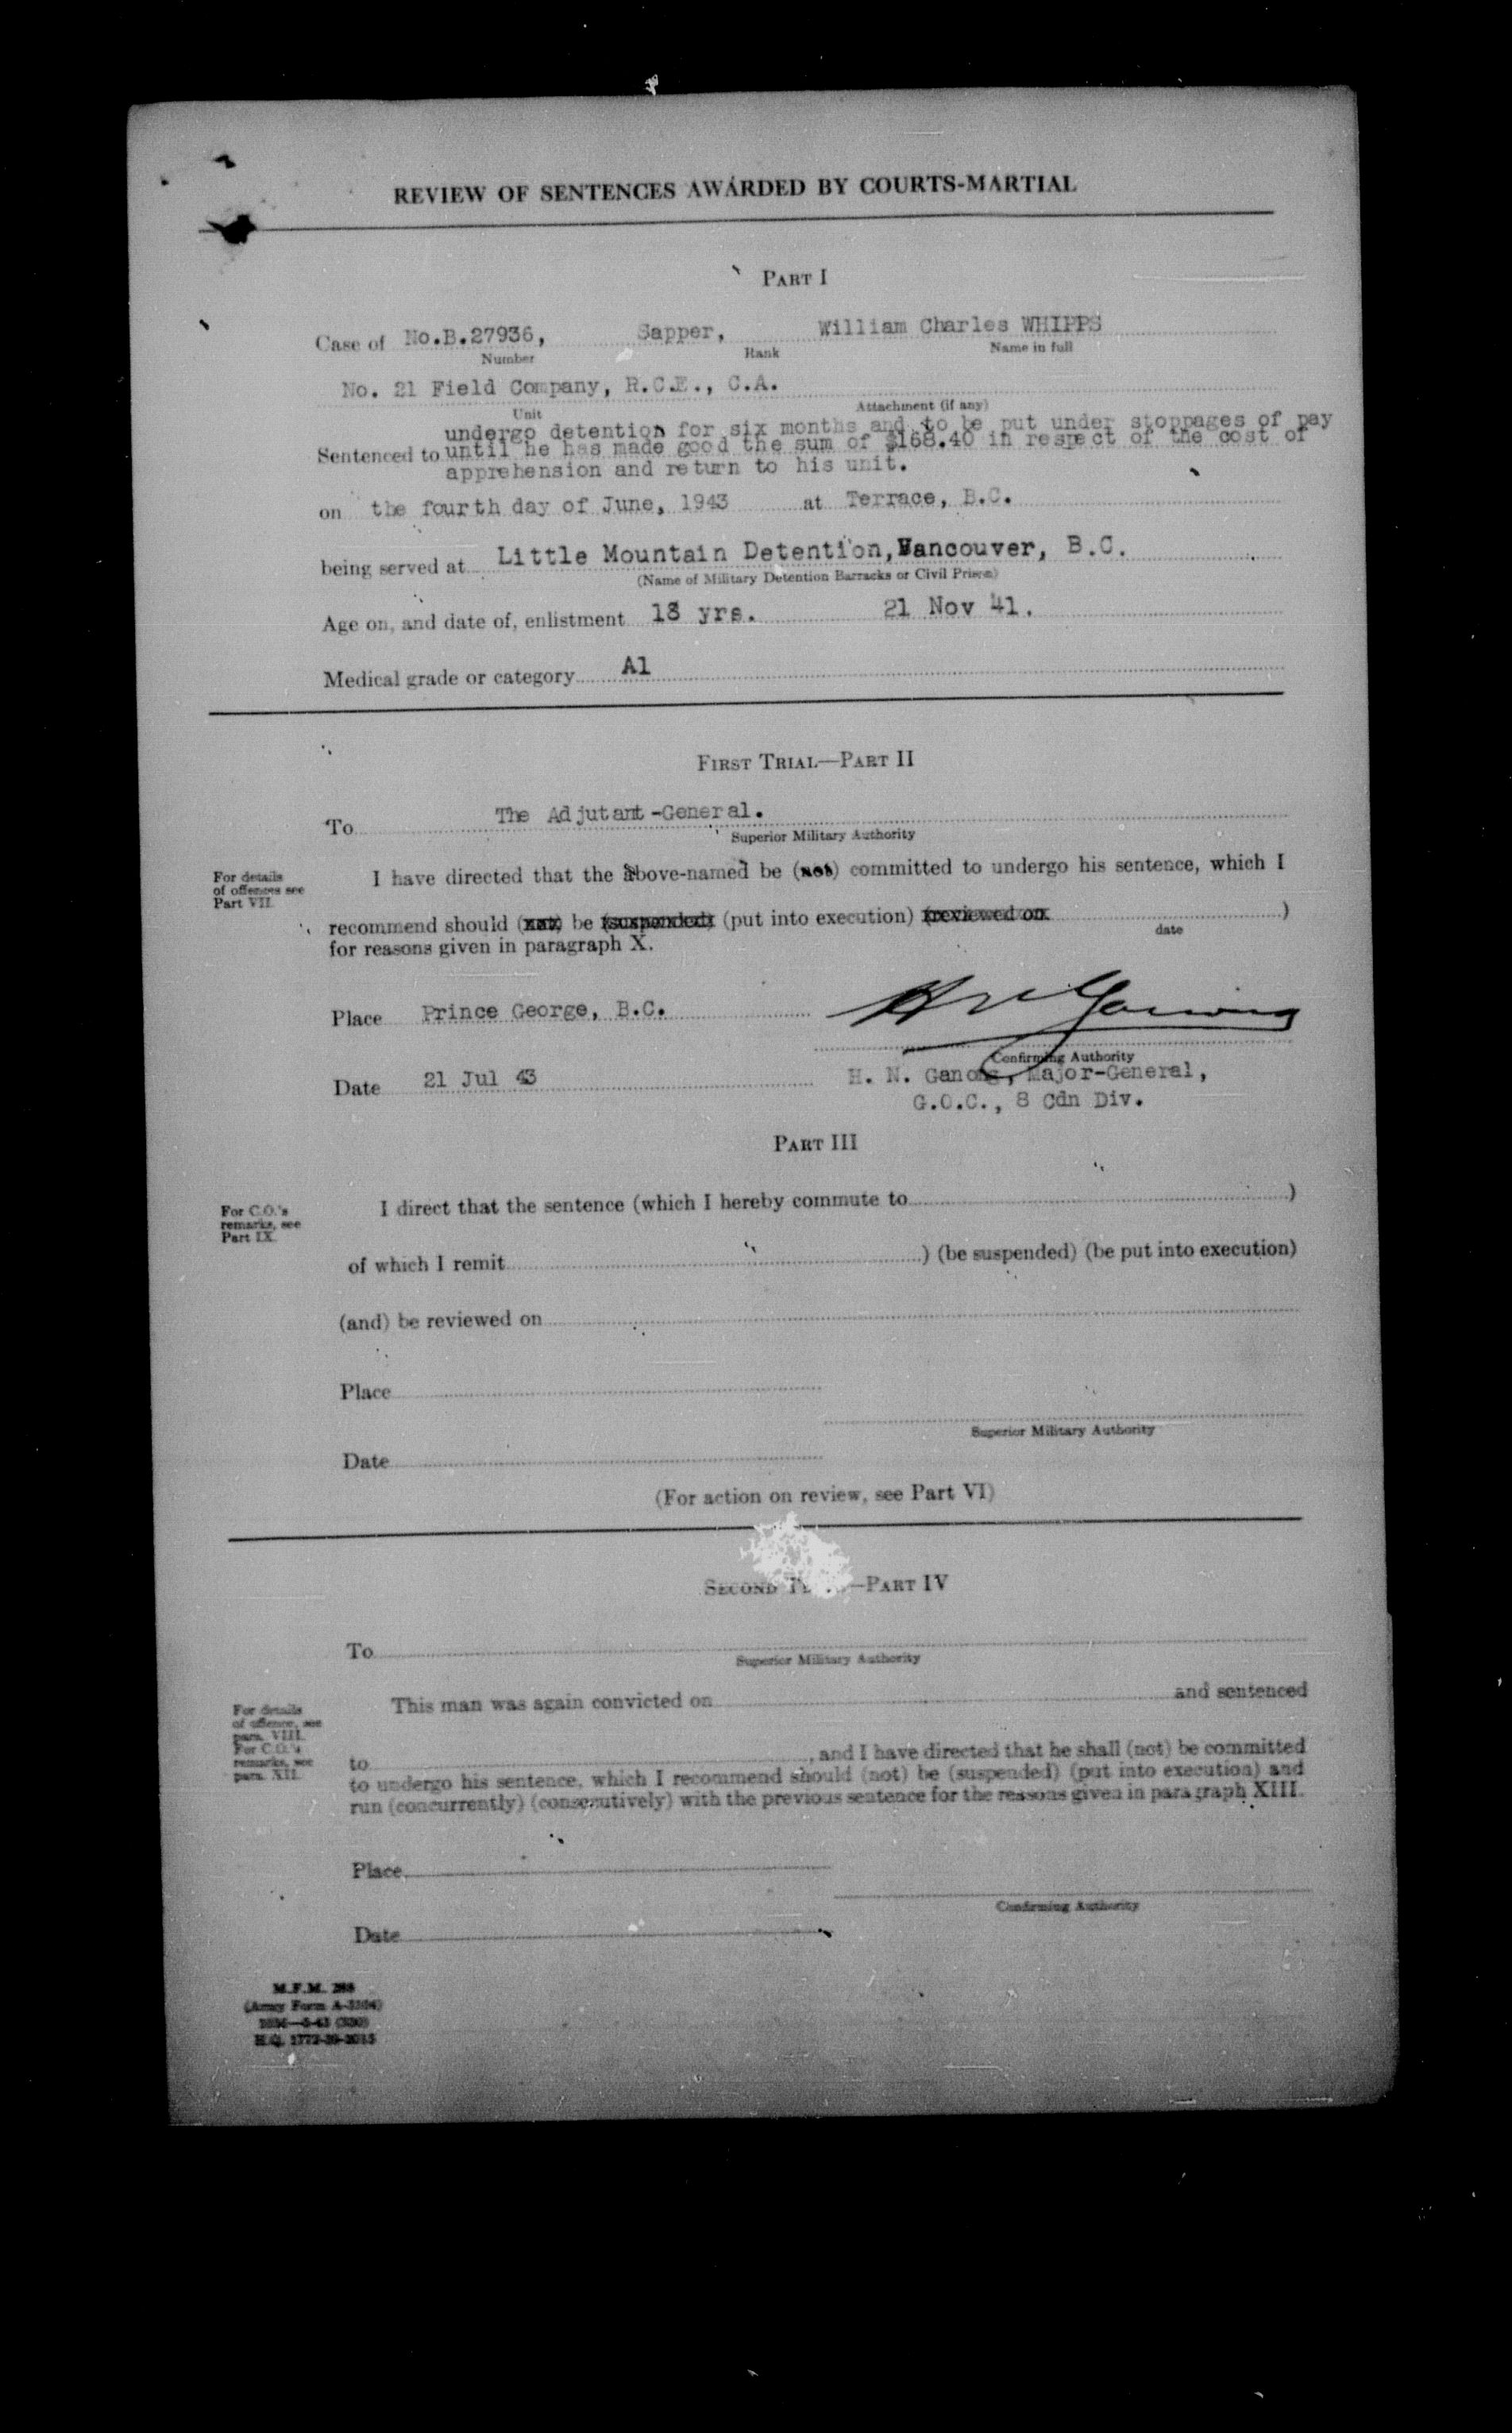 REVIEW OF SENTENCES AWARDED BY COURTS-MARTIAL
PART I
Case of No.B.27936, Sapper, William Charles WHIPPS
Number Rank Name in full
No. 21 Field Company, R.C.E., C.A.
Unit Attachment (if any)
undergo detention for six months and to be put under stoppages of pay
Sentenced to until he has made good the sum of $168.40 in respect of the cost of
apprehension and return to his unit.
on the fourth day of June, 1943 at Terrace, B.C.
being served at Little Mountain Detention, Vancouver, B.C.
(Name of Military Detention Barracks or Civil Prison)
Age on, and date of, enlistment 18 yrs. 21 Nov 41.
Medical grade or category A1
FIRST TRIAL—PART II
To The Adjutant-General.
Superior Military Authority
For details
of offences see
Part VII.
I have directed that the above-named be (not) committed to undergo his sentence, which I
recommend should (not) be (suspended) (put into execution) (reviewed on )
date
for reasons given in paragraph X.
Place Prince George, B.C.
Confirming Authority
Date 21 Jul 43 H. N. Ganong, Major-General,
G.O.C., 8 Cdn Div.
PART III
For C.O.'s
remarks, see
Part IX.
I direct that the sentence (which I hereby commute to )
of which I remit ) (be suspended) (be put into execution)
(and) be reviewed on
Place
Superior Military Authority
Date
(For action on review, see Part VI)
SECOND —PART IV
To
Superior Military Authority
For details
of offence, see
para. VIII.
For C.O.'s
remarks, see
para. XII.
This man was again convicted on and sentenced
to , and I have directed that he shall (not) be committed
to undergo his sentence, which I recommend should (not) be (suspended) (put into execution) and
run (concurrently) (consecutively) with the previous sentence for the reasons given in paragraph XIII.
Place
Confirming Authority
Date
M.F.M.
(Army Form
H.Q.